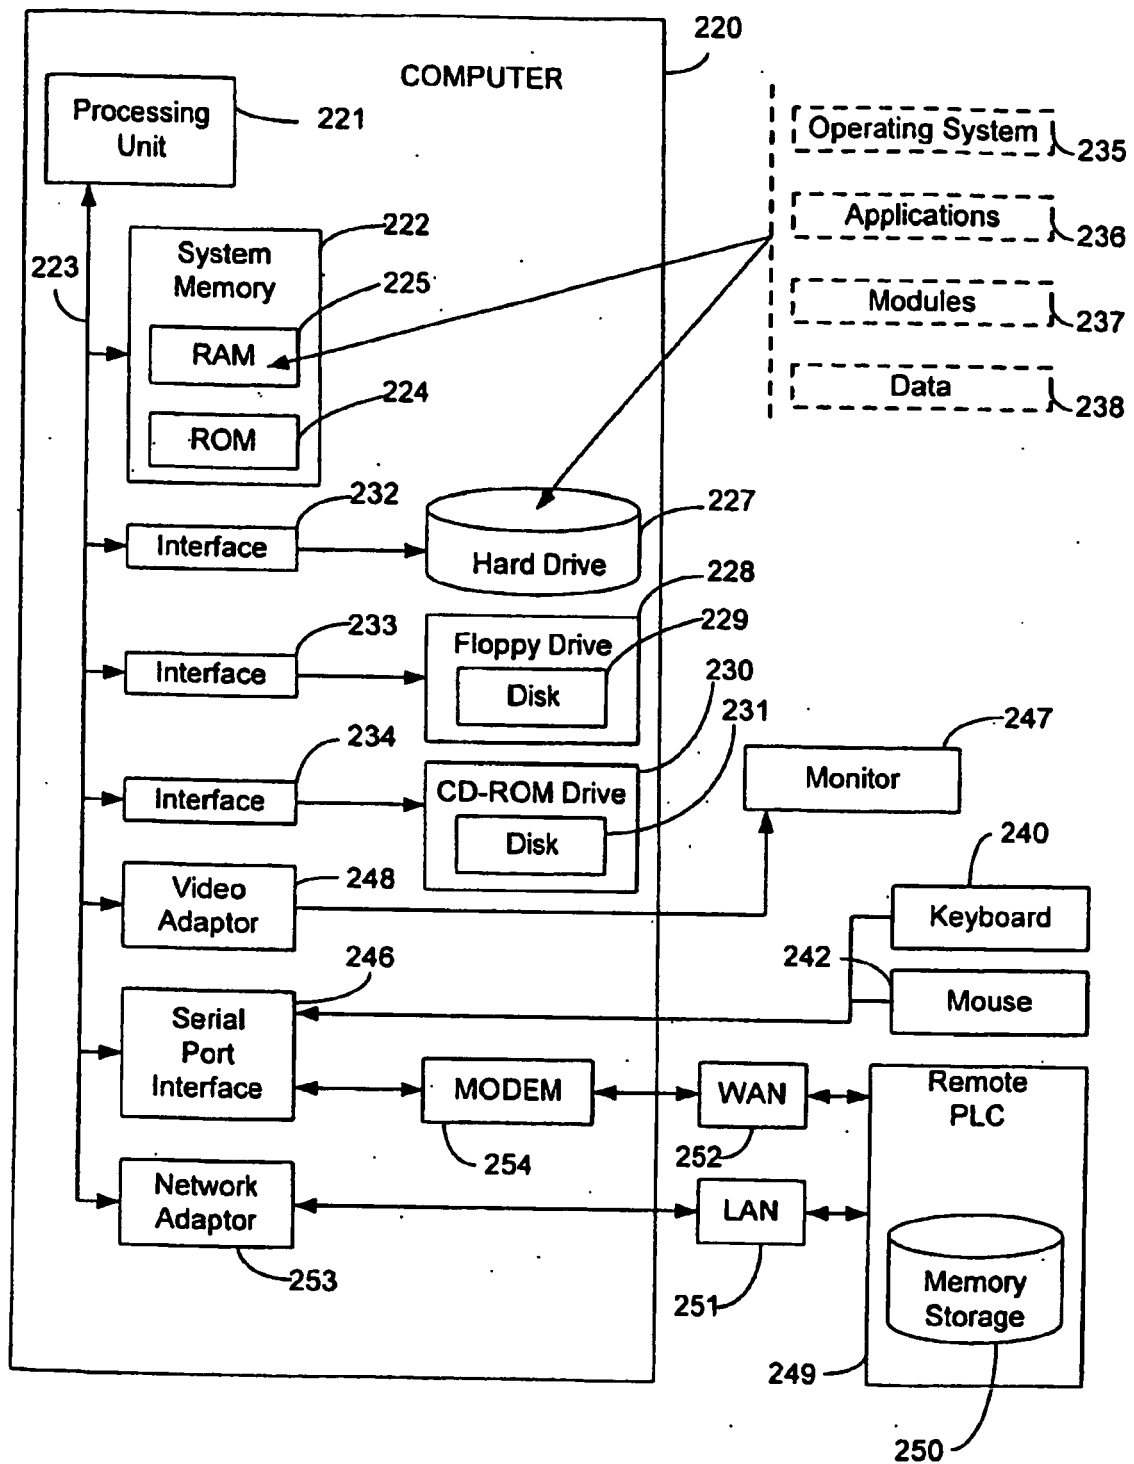 220
COMPUTER
Processing
Unit
221
Operating System
235
Applications
236
Modules
237
Data
238
223
222
System
Memory
225
RAM
224
ROM
232
Interface
227
Hard Drive
228
233
Interface
Floppy Drive
229
Disk
230
231
234
Interface
CD-ROM Drive
Disk
247
Monitor
248
Video
Adaptor
240
Keyboard
242
Mouse
246
Serial
Port
Interface
MODEM
254
WAN
252
Remote
PLC
Network
Adaptor
253
LAN
251
Memory
Storage
249
250